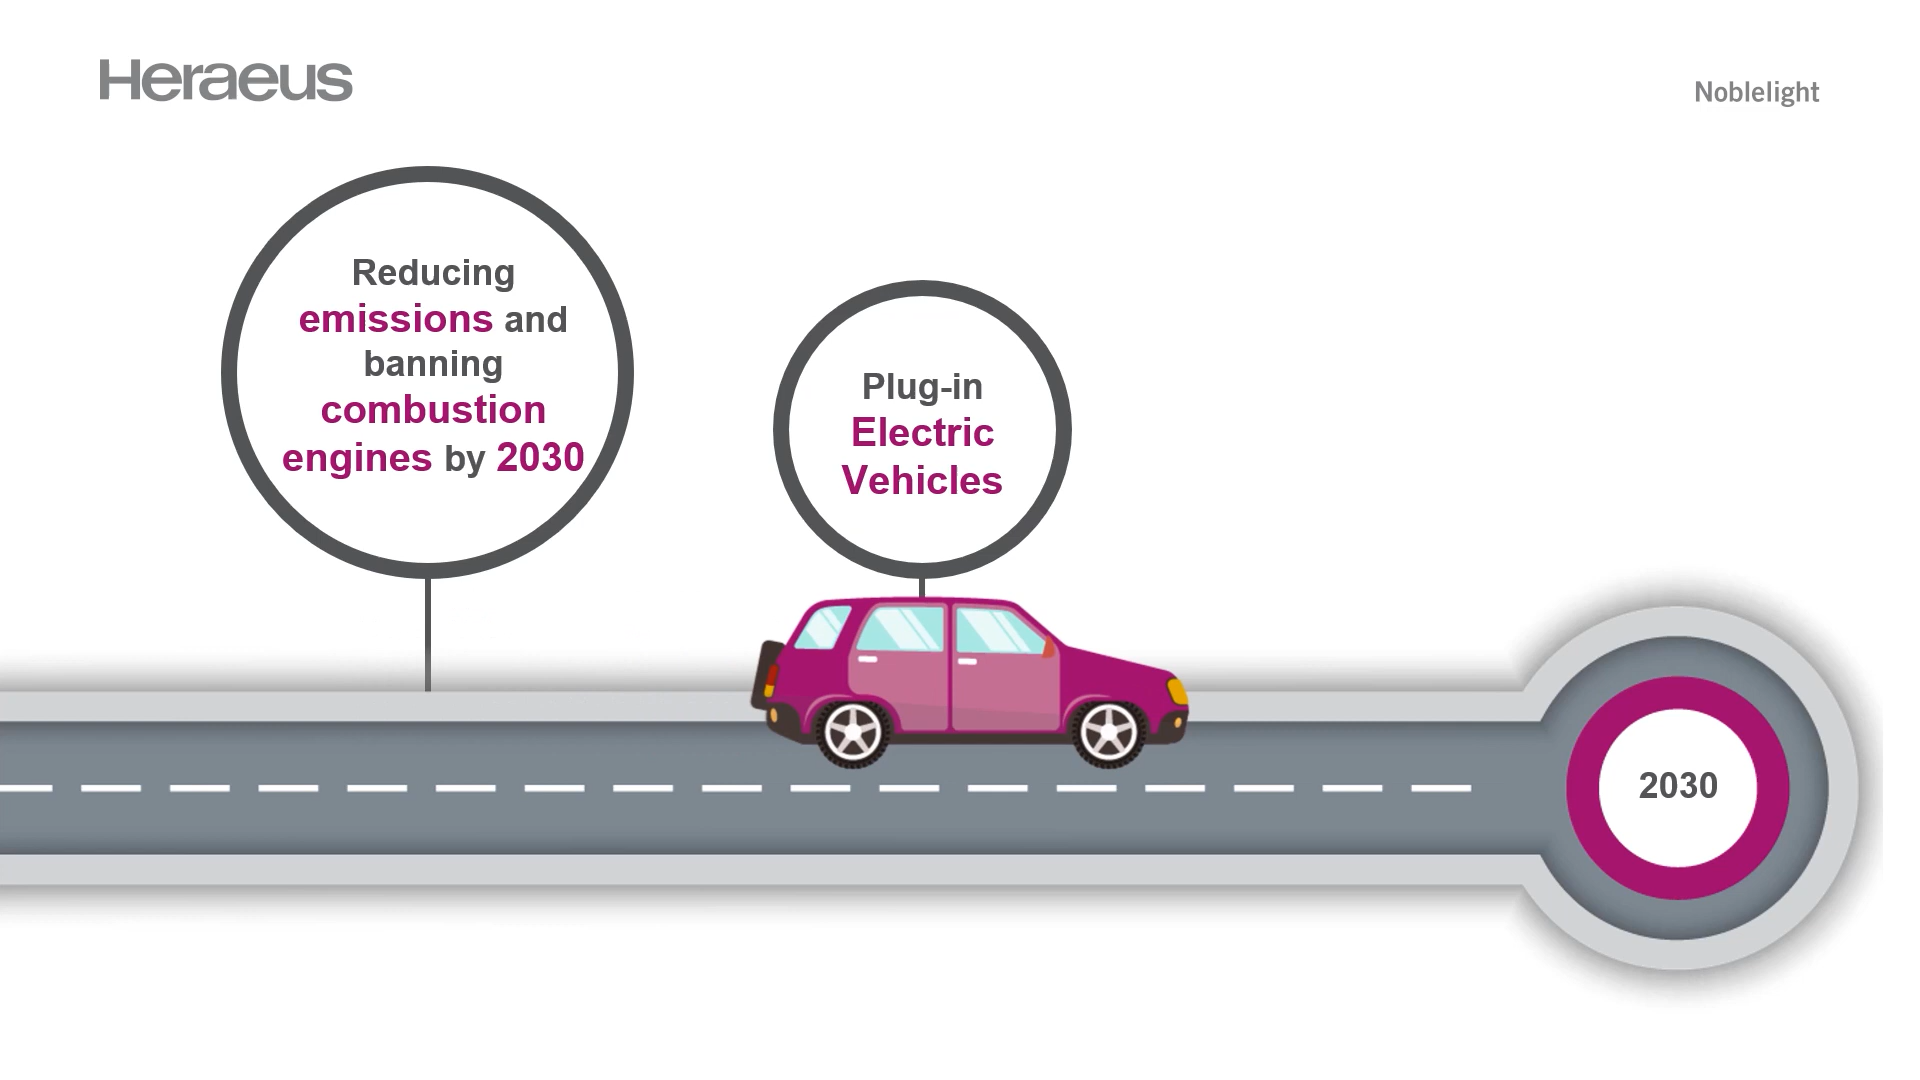 Heraeus
Noblelight
Reducing
emissions and
banning
combustion
engines by 2030
Plug-in
Electric
Vehicles
2030